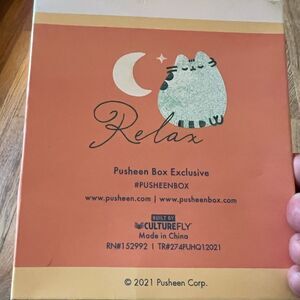 Relax
Pusheen Box Exclusive
#PUSHEENBOX
www.pusheen.com | www.pusheenbox.com
BUILT BY
CULTUREFLY
Made in China
RN#152992 | TR#274PUHQ12021
© 2021 Pusheen Corp.